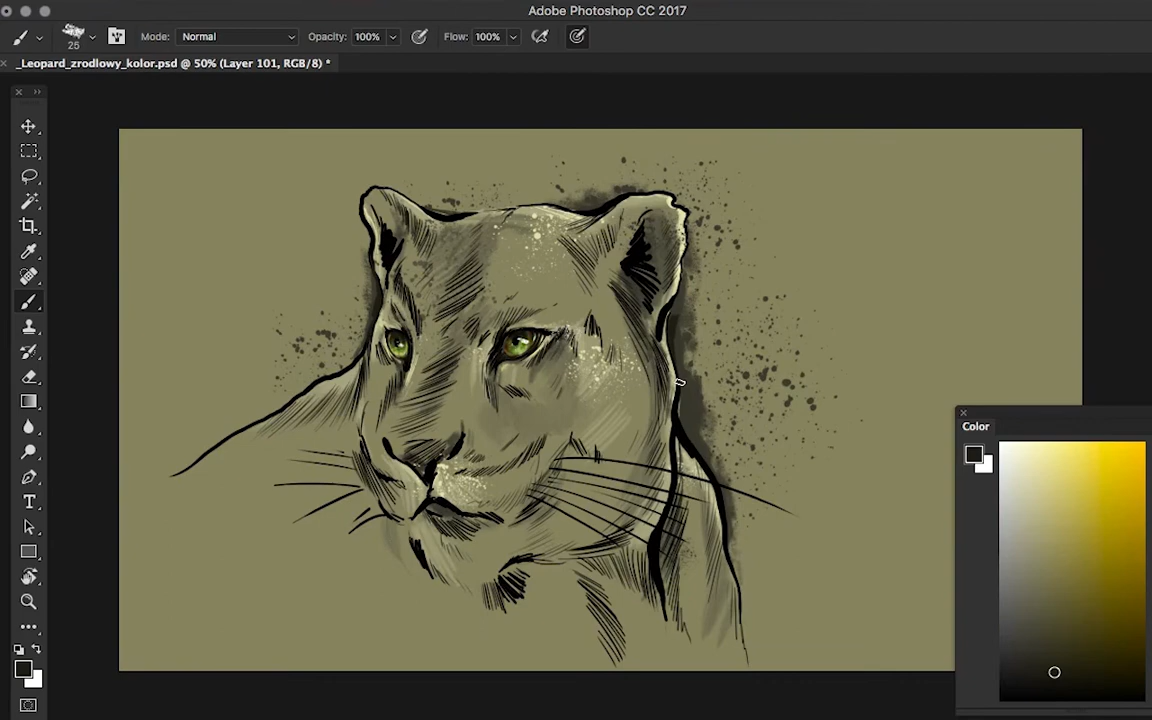 Adobe Photoshop CC 2017
25 Mode: Normal Opacity: 100% Flow: 100%
_Leopard_zrodlowy_kolor.psd @ 50% (Layer 101, RGB/8) *
Color